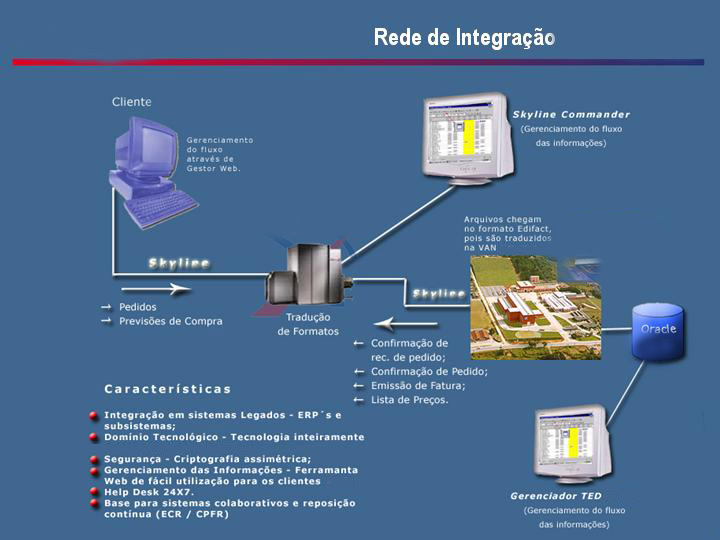 Rede de Integração
Cliente
Gerenciamento
do fluxo
através de
Gestor Web.
Skyline Commander
(Gerenciamento do fluxo
das informações)
Arquivos chegam
no formato Edifact,
pois são traduzidos
na VAN
Skyline
Skyline
Tradução
de Formatos
Oracle
→ Pedidos
→ Previsões de Compra
← Confirmação de
rec. de pedido;
← Confirmação de Pedido;
← Emissão de Fatura;
← Lista de Preços.
Características
Integração em sistemas Legados - ERP´s e
subsistemas;
Domínio Tecnológico - Tecnologia inteiramente
Segurança - Criptografia assimétrica;
Gerenciamento das Informações - Ferramanta
Web de fácil utilização para os clientes
Help Desk 24X7.
Base para sistemas colaborativos e reposição
contínua (ECR / CPFR)
Gerenciador TED
(Gerenciamento do fluxo
das informações)